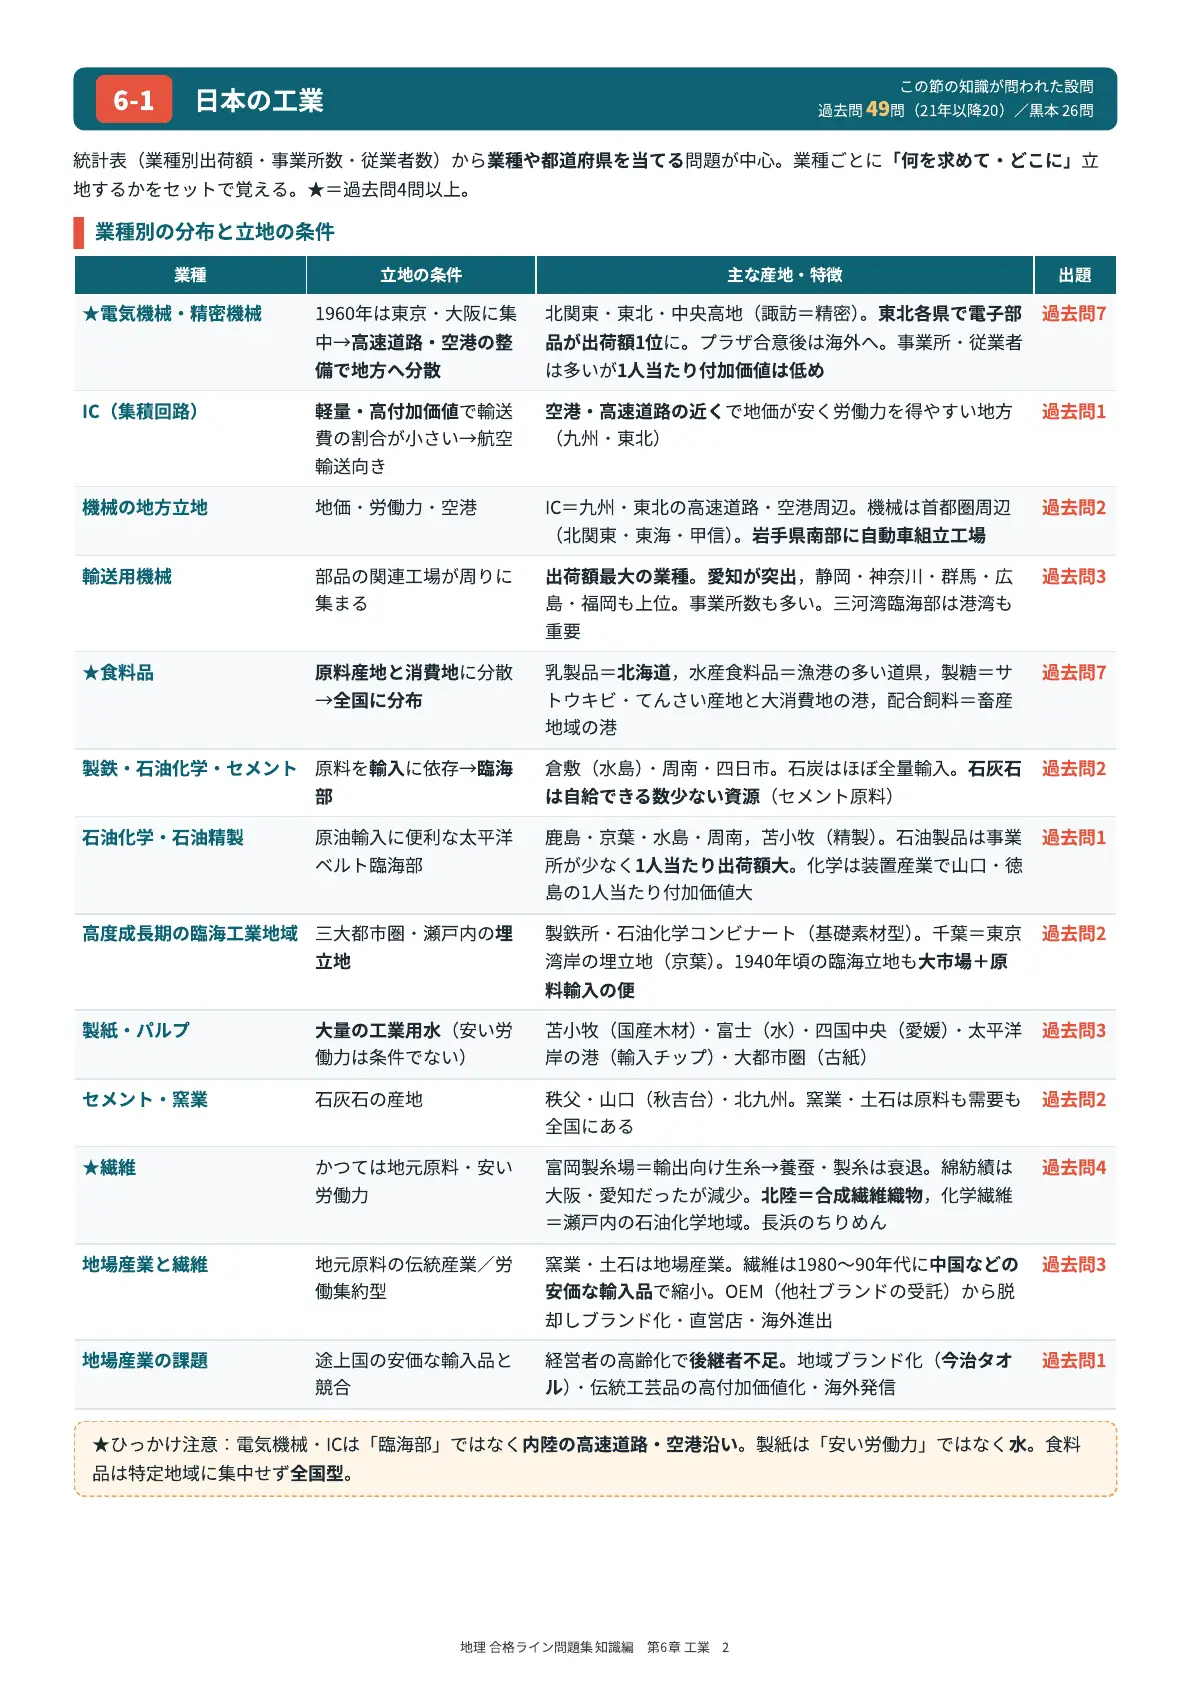 6-1 日本の工業
この節の知識が問われた設問
過去問 49問（21年以降20）／黒本 26問
統計表（業種別出荷額・事業所数・従業者数）から業種や都道府県を当てる問題が中心。業種ごとに「何を求めて・どこに」立
地するかをセットで覚える。★＝過去問4問以上。
業種別の分布と立地の条件
業種 立地の条件 主な産地・特徴 出題
★電気機械・精密機械 1960年は東京・大阪に集 北関東・東北・中央高地（諏訪＝精密）。東北各県で電子部 過去問7
中→高速道路・空港の整 品が出荷額1位に。プラザ合意後は海外へ。事業所・従業者
備で地方へ分散 は多いが1人当たり付加価値は低め
IC（集積回路） 軽量・高付加価値で輸送 空港・高速道路の近くで地価が安く労働力を得やすい地方 過去問1
費の割合が小さい→航空 （九州・東北）
輸送向き
機械の地方立地 地価・労働力・空港 IC＝九州・東北の高速道路・空港周辺。機械は首都圏周辺 過去問2
（北関東・東海・甲信）。岩手県南部に自動車組立工場
輸送用機械 部品の関連工場が周りに 出荷額最大の業種。愛知が突出，静岡・神奈川・群馬・広 過去問3
集まる 島・福岡も上位。事業所数も多い。三河湾臨海部は港湾も
重要
★食料品 原料産地と消費地に分散 乳製品＝北海道，水産食料品＝漁港の多い道県，製糖＝サ 過去問7
→全国に分布 トウキビ・てんさい産地と大消費地の港，配合飼料＝畜産
地域の港
製鉄・石油化学・セメント 原料を輸入に依存→臨海 倉敷（水島）・周南・四日市。石炭はほぼ全量輸入。石灰石 過去問2
部 は自給できる数少ない資源（セメント原料）
石油化学・石油精製 原油輸入に便利な太平洋 鹿島・京葉・水島・周南，苫小牧（精製）。石油製品は事業 過去問1
ベルト臨海部 所が少なく1人当たり出荷額大。化学は装置産業で山口・徳
島の1人当たり付加価値大
高度成長期の臨海工業地域 三大都市圏・瀬戸内の埋 製鉄所・石油化学コンビナート（基礎素材型）。千葉＝東京 過去問2
立地 湾岸の埋立地（京葉）。1940年頃の臨海立地も大市場＋原
料輸入の便
製紙・パルプ 大量の工業用水（安い労 苫小牧（国産木材）・富士（水）・四国中央（愛媛）・太平洋 過去問3
働力は条件でない） 岸の港（輸入チップ）・大都市圏（古紙）
セメント・窯業 石灰石の産地 秩父・山口（秋吉台）・北九州。窯業・土石は原料も需要も 過去問2
全国にある
★繊維 かつては地元原料・安い 富岡製糸場＝輸出向け生糸→養蚕・製糸は衰退。綿紡績は 過去問4
労働力 大阪・愛知だったが減少。北陸＝合成繊維織物，化学繊維
＝瀬戸内の石油化学地域。長浜のちりめん
地場産業と繊維 地元原料の伝統産業／労 窯業・土石は地場産業。繊維は1980〜90年代に中国などの 過去問3
働集約型 安価な輸入品で縮小。OEM（他社ブランドの受託）から脱
却しブランド化・直営店・海外進出
地場産業の課題 途上国の安価な輸入品と 経営者の高齢化で後継者不足。地域ブランド化（今治タオ 過去問1
競合 ル）・伝統工芸品の高付加価値化・海外発信
★ひっかけ注意：電気機械・ICは「臨海部」ではなく内陸の高速道路・空港沿い。製紙は「安い労働力」ではなく水。食料
品は特定地域に集中せず全国型。
地理 合格ライン問題集 知識編 第6章 工業 2